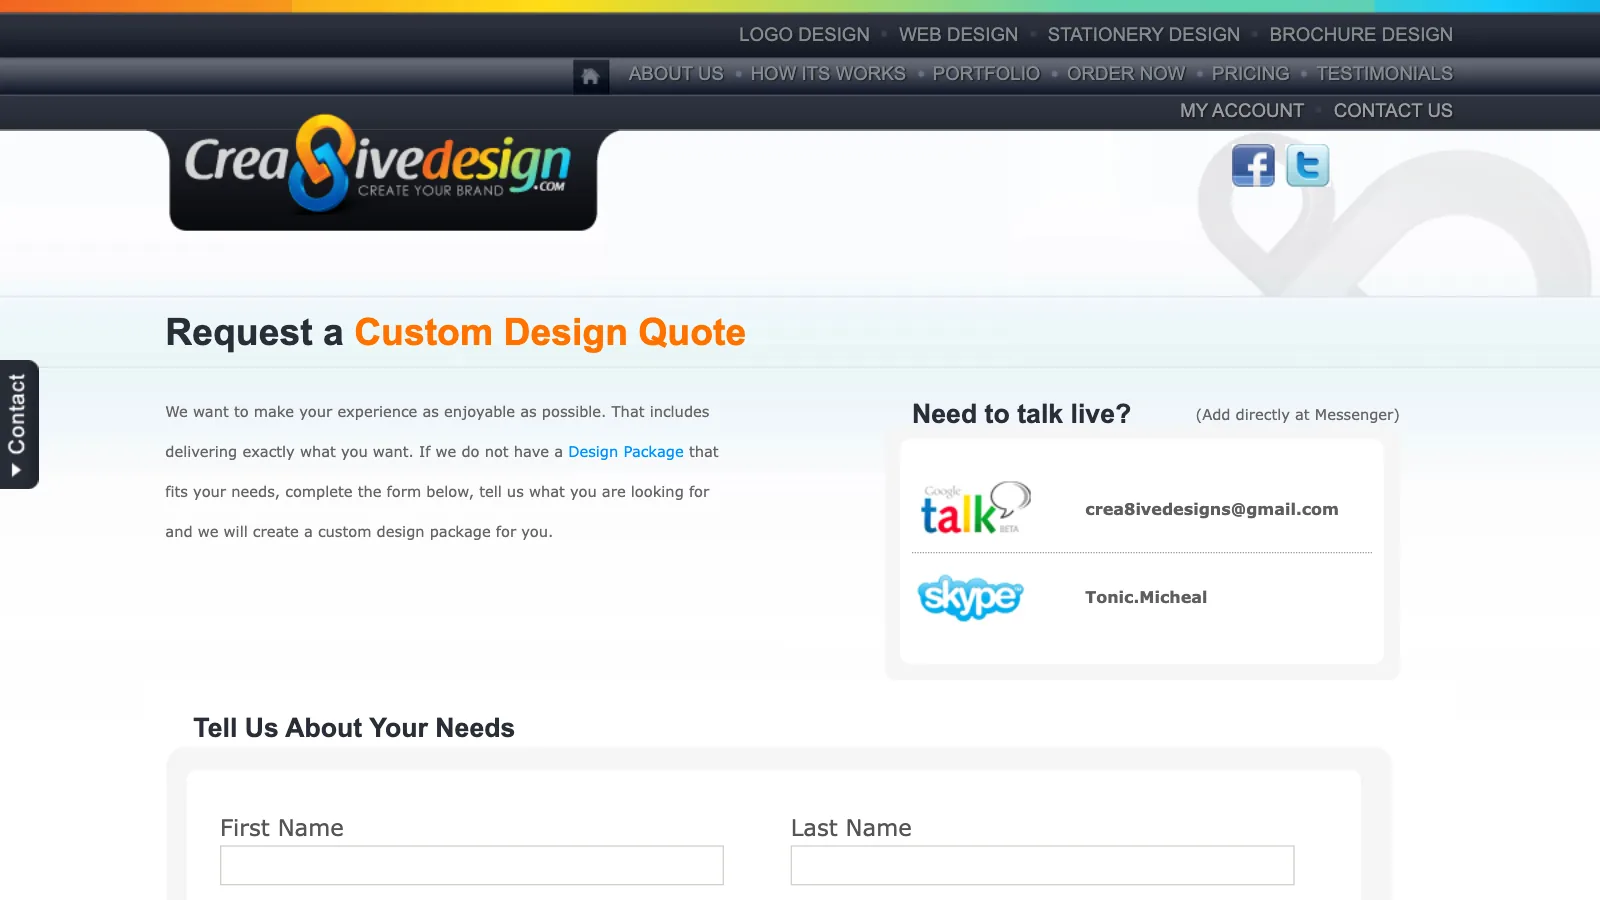 LOGO DESIGN • WEB DESIGN • STATIONERY DESIGN • BROCHURE DESIGN
ABOUT US • HOW ITS WORKS • PORTFOLIO • ORDER NOW • PRICING • TESTIMONIALS
MY ACCOUNT • CONTACT US
Crea8ivedesign.COM
CREATE YOUR BRAND
Request a Custom Design Quote
▼ Contact
We want to make your experience as enjoyable as possible. That includes
delivering exactly what you want. If we do not have a Design Package that
fits your needs, complete the form below, tell us what you are looking for
and we will create a custom design package for you.
Need to talk live? (Add directly at Messenger)
Google talk BETA
crea8ivedesigns@gmail.com
skype™
Tonic.Micheal
Tell Us About Your Needs
First Name
Last Name